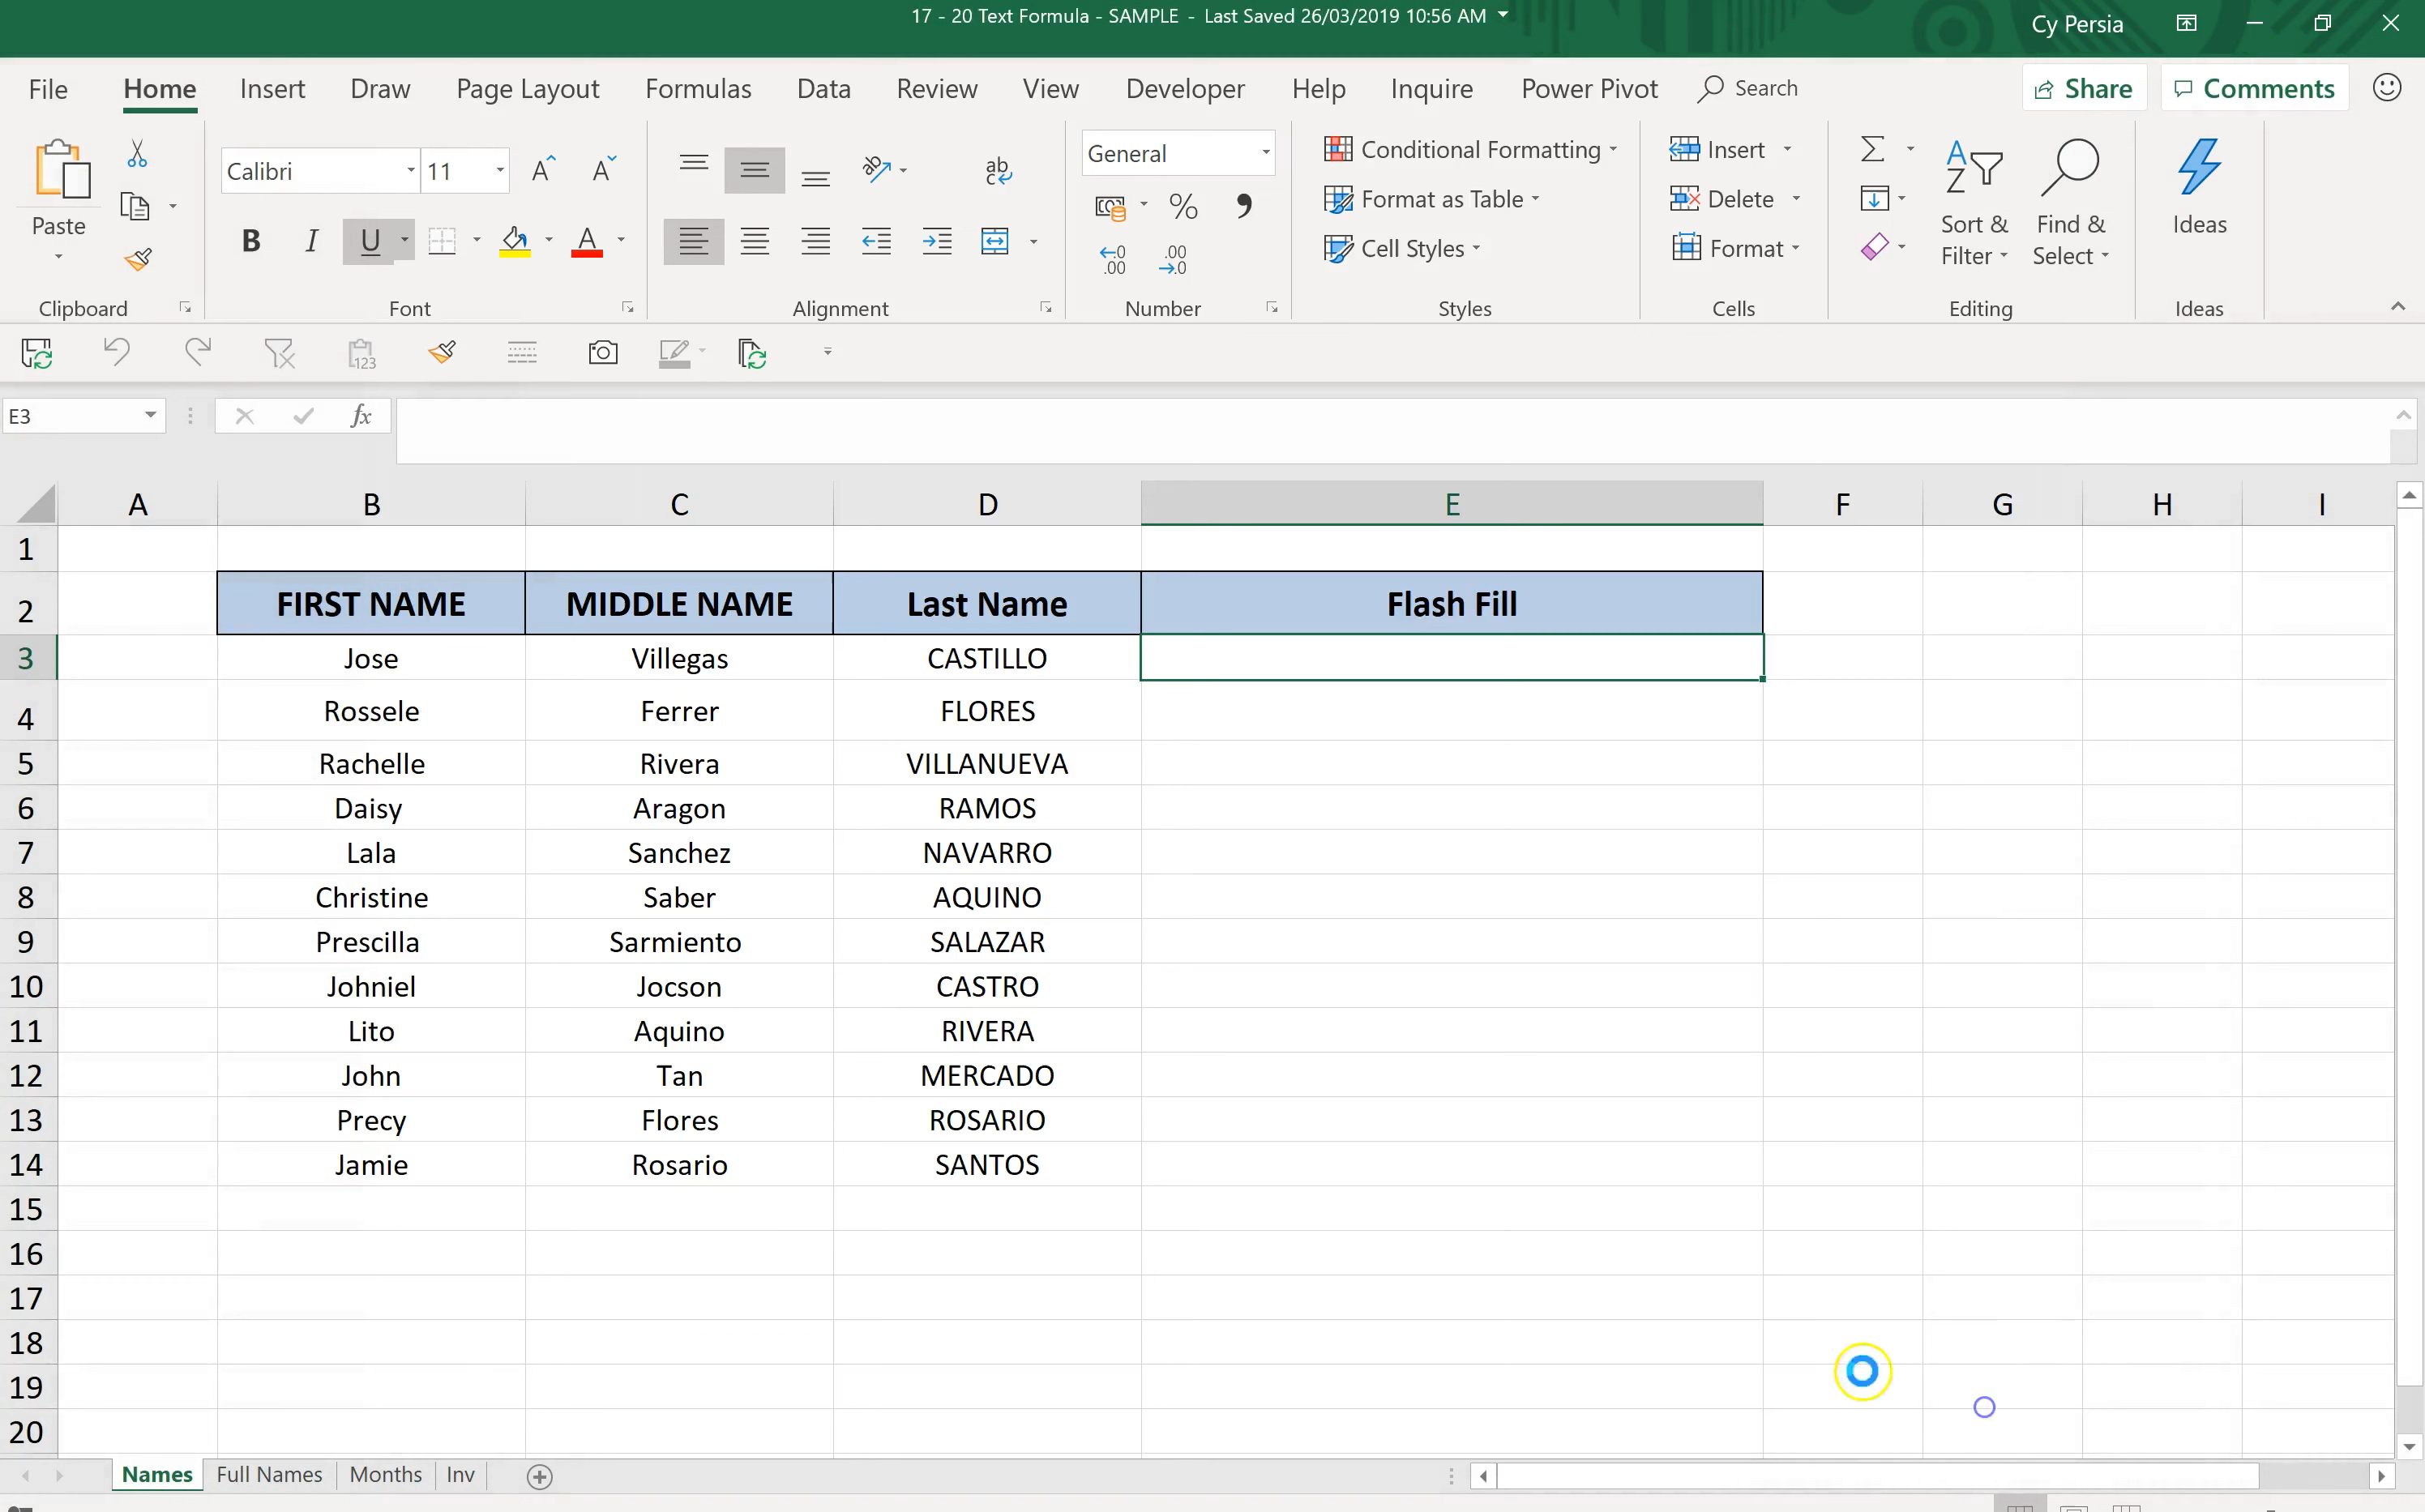 17 - 20 Text Formula - SAMPLE - Last Saved 26/03/2019 10:56 AM
Cy Persia
File Home Insert Draw Page Layout Formulas Data Review View Developer Help Inquire Power Pivot Search Share Comments
Paste
Clipboard
Calibri 11
B I U A
Font
ab
c
Alignment
General
% ,
.00 .00
Number
Conditional Formatting
Format as Table
Cell Styles
Styles
Insert
Delete
Format
Cells
Sort & Filter
Find & Select
Editing
Ideas
Ideas
123
E3 fx
A B C D E F G H I
1
2 FIRST NAME MIDDLE NAME Last Name Flash Fill
3 Jose Villegas CASTILLO
4 Rossele Ferrer FLORES
5 Rachelle Rivera VILLANUEVA
6 Daisy Aragon RAMOS
7 Lala Sanchez NAVARRO
8 Christine Saber AQUINO
9 Prescilla Sarmiento SALAZAR
10 Johniel Jocson CASTRO
11 Lito Aquino RIVERA
12 John Tan MERCADO
13 Precy Flores ROSARIO
14 Jamie Rosario SANTOS
15
16
17
18
19
20
Names Full Names Months Inv